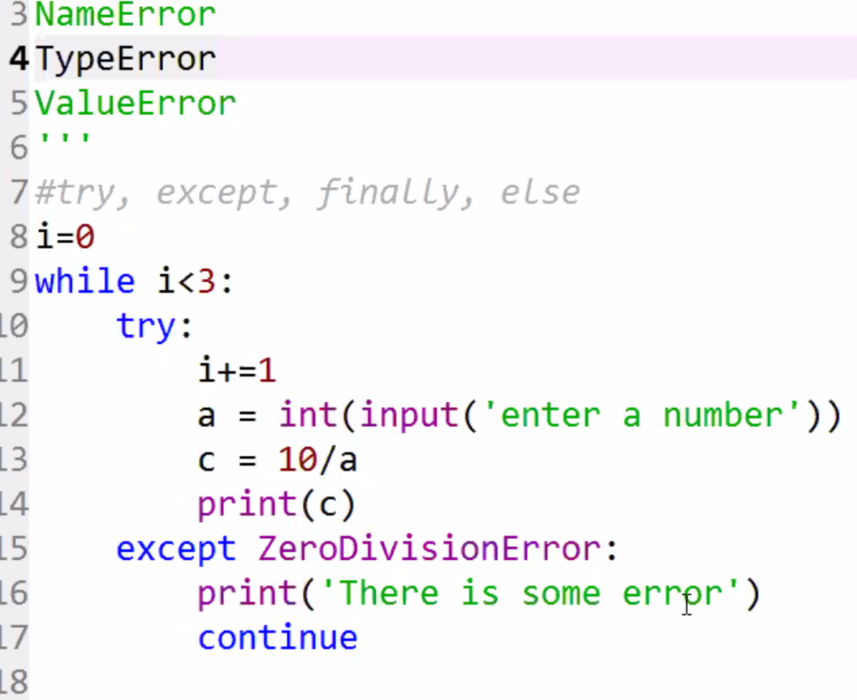 3 NameError
4 TypeError
5 ValueError
6 '''
7 #try, except, finally, else
8 i=0
9 while i<3:
10     try:
11         i+=1
12         a = int(input('enter a number'))
13         c = 10/a
14         print(c)
15     except ZeroDivisionError:
16         print('There is some error')
17         continue
18